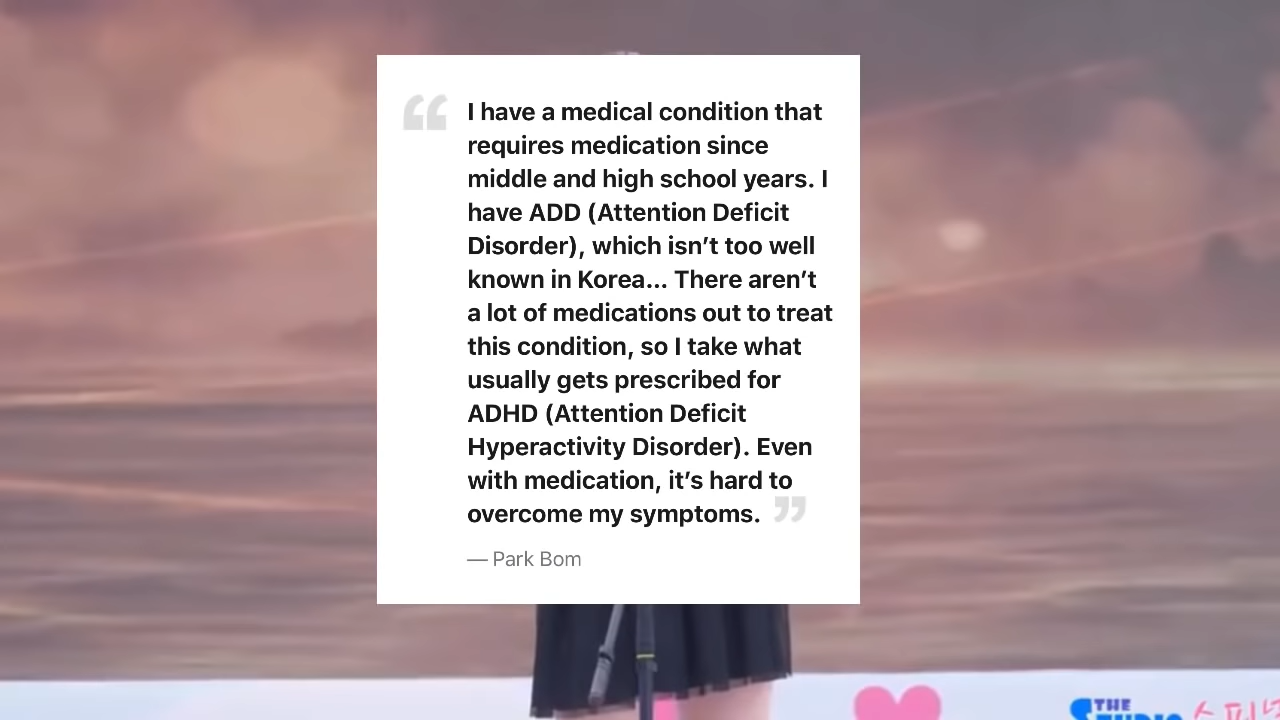 “
I have a medical condition that
requires medication since
middle and high school years. I
have ADD (Attention Deficit
Disorder), which isn’t too well
known in Korea... There aren’t
a lot of medications out to treat
this condition, so I take what
usually gets prescribed for
ADHD (Attention Deficit
Hyperactivity Disorder). Even
with medication, it’s hard to
overcome my symptoms. ”
— Park Bom
THE
STUDIO